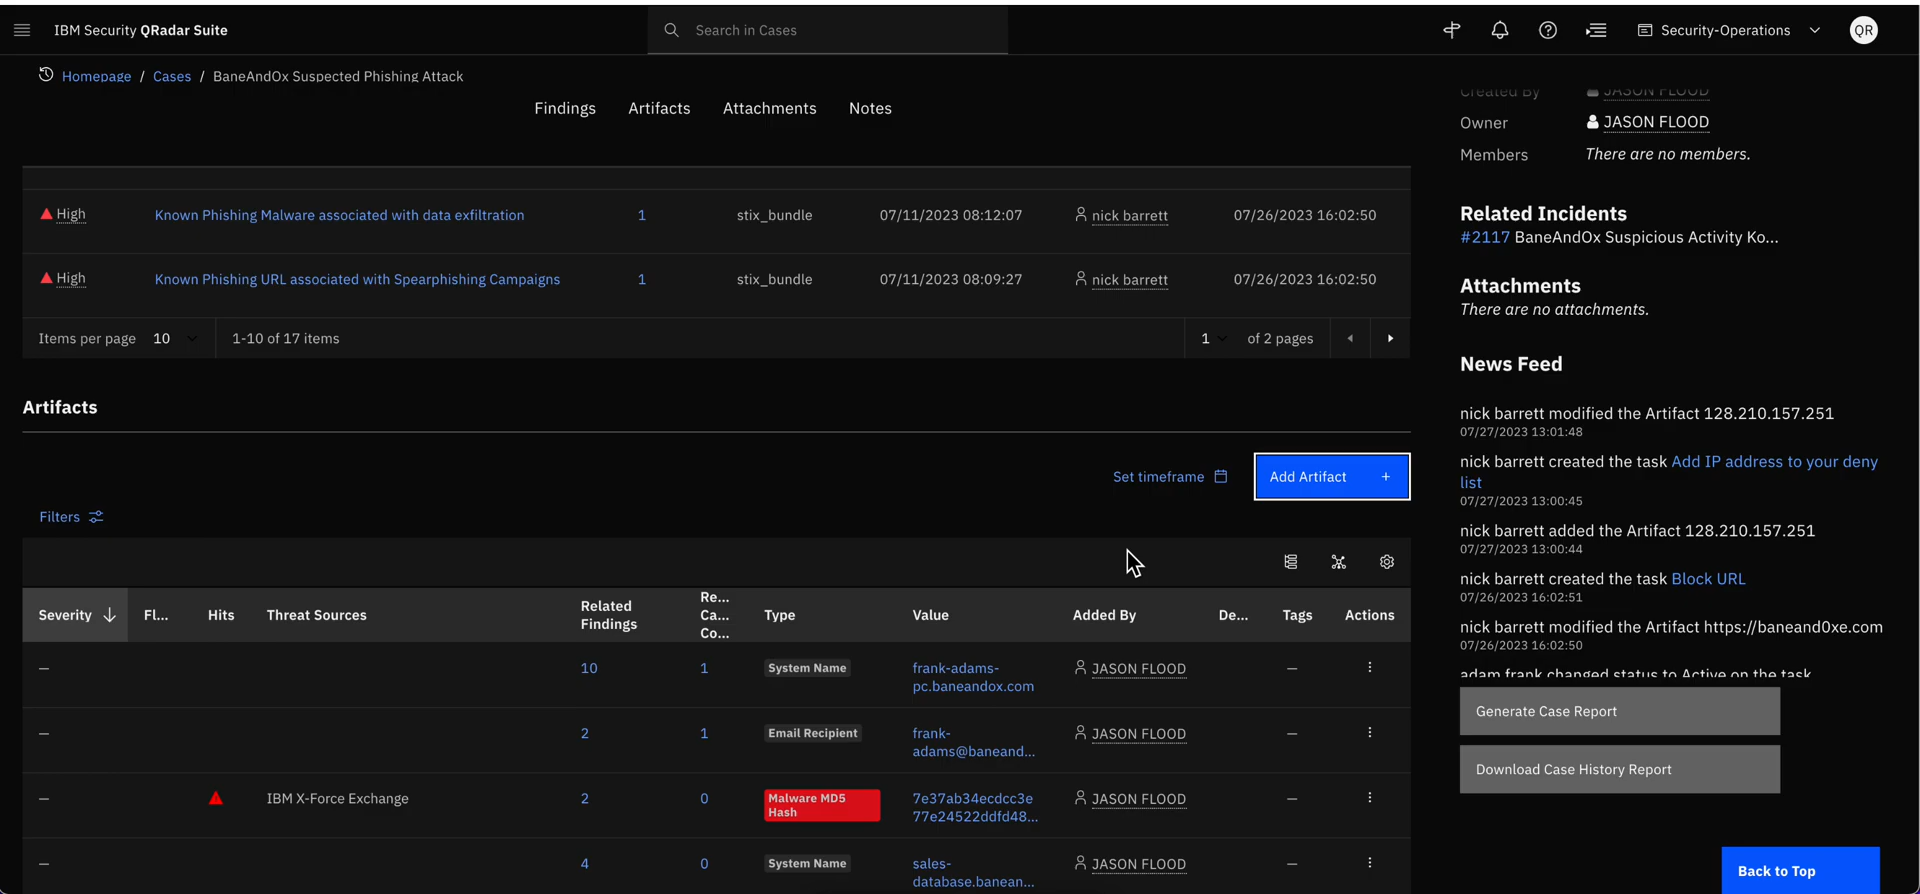 IBM Security QRadar Suite
Search in Cases
Security-Operations
QR
Homepage / Cases / BaneAndOx Suspected Phishing Attack
Findings
Artifacts
Attachments
Notes
High
Known Phishing Malware associated with data exfiltration
1
stix_bundle
07/11/2023 08:12:07
nick barrett
07/26/2023 16:02:50
High
Known Phishing URL associated with Spearphishing Campaigns
1
stix_bundle
07/11/2023 08:09:27
nick barrett
07/26/2023 16:02:50
Items per page 10
1-10 of 17 items
1 of 2 pages
Artifacts
Set timeframe
Add Artifact +
Filters
Severity
Fl...
Hits
Threat Sources
Related
Findings
Re...
Ca...
Co...
Type
Value
Added By
De...
Tags
Actions
—
10
1
System Name
frank-adams-
pc.baneandox.com
JASON FLOOD
—
—
2
1
Email Recipient
frank-
adams@baneand...
JASON FLOOD
—
—
IBM X-Force Exchange
2
0
Malware MD5
Hash
7e37ab34ecdcc3e
77e24522ddfd48...
JASON FLOOD
—
—
4
0
System Name
sales-
database.banean...
JASON FLOOD
—
Created By
JASON FLOOD
Owner
JASON FLOOD
Members
There are no members.
Related Incidents
#2117 BaneAndOx Suspicious Activity Ko...
Attachments
There are no attachments.
News Feed
nick barrett modified the Artifact 128.210.157.251
07/27/2023 13:01:48
nick barrett created the task Add IP address to your deny
list
07/27/2023 13:00:45
nick barrett added the Artifact 128.210.157.251
07/27/2023 13:00:44
nick barrett created the task Block URL
07/26/2023 16:02:51
nick barrett modified the Artifact https://baneand0xe.com
07/26/2023 16:02:50
adam frank changed status to Active on the task
Generate Case Report
Download Case History Report
Back to Top